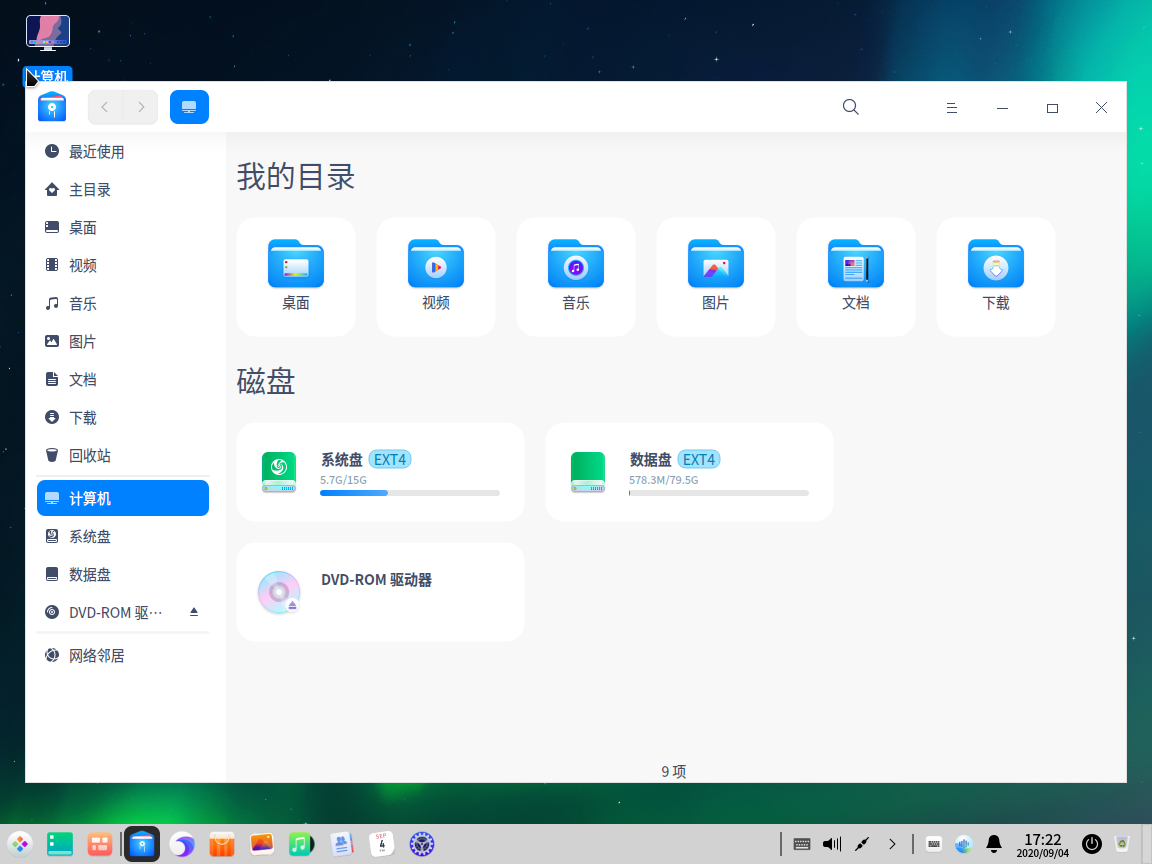 计算机
最近使用
主目录
桌面
视频
音乐
图片
文档
下载
回收站
计算机
系统盘
数据盘
DVD-ROM 驱…
网络邻居
我的目录
桌面
视频
音乐
图片
文档
下载
磁盘
系统盘 EXT4
5.7G/15G
数据盘 EXT4
578.3M/79.5G
DVD-ROM 驱动器
9 项
SEP
4
17:22
2020/09/04